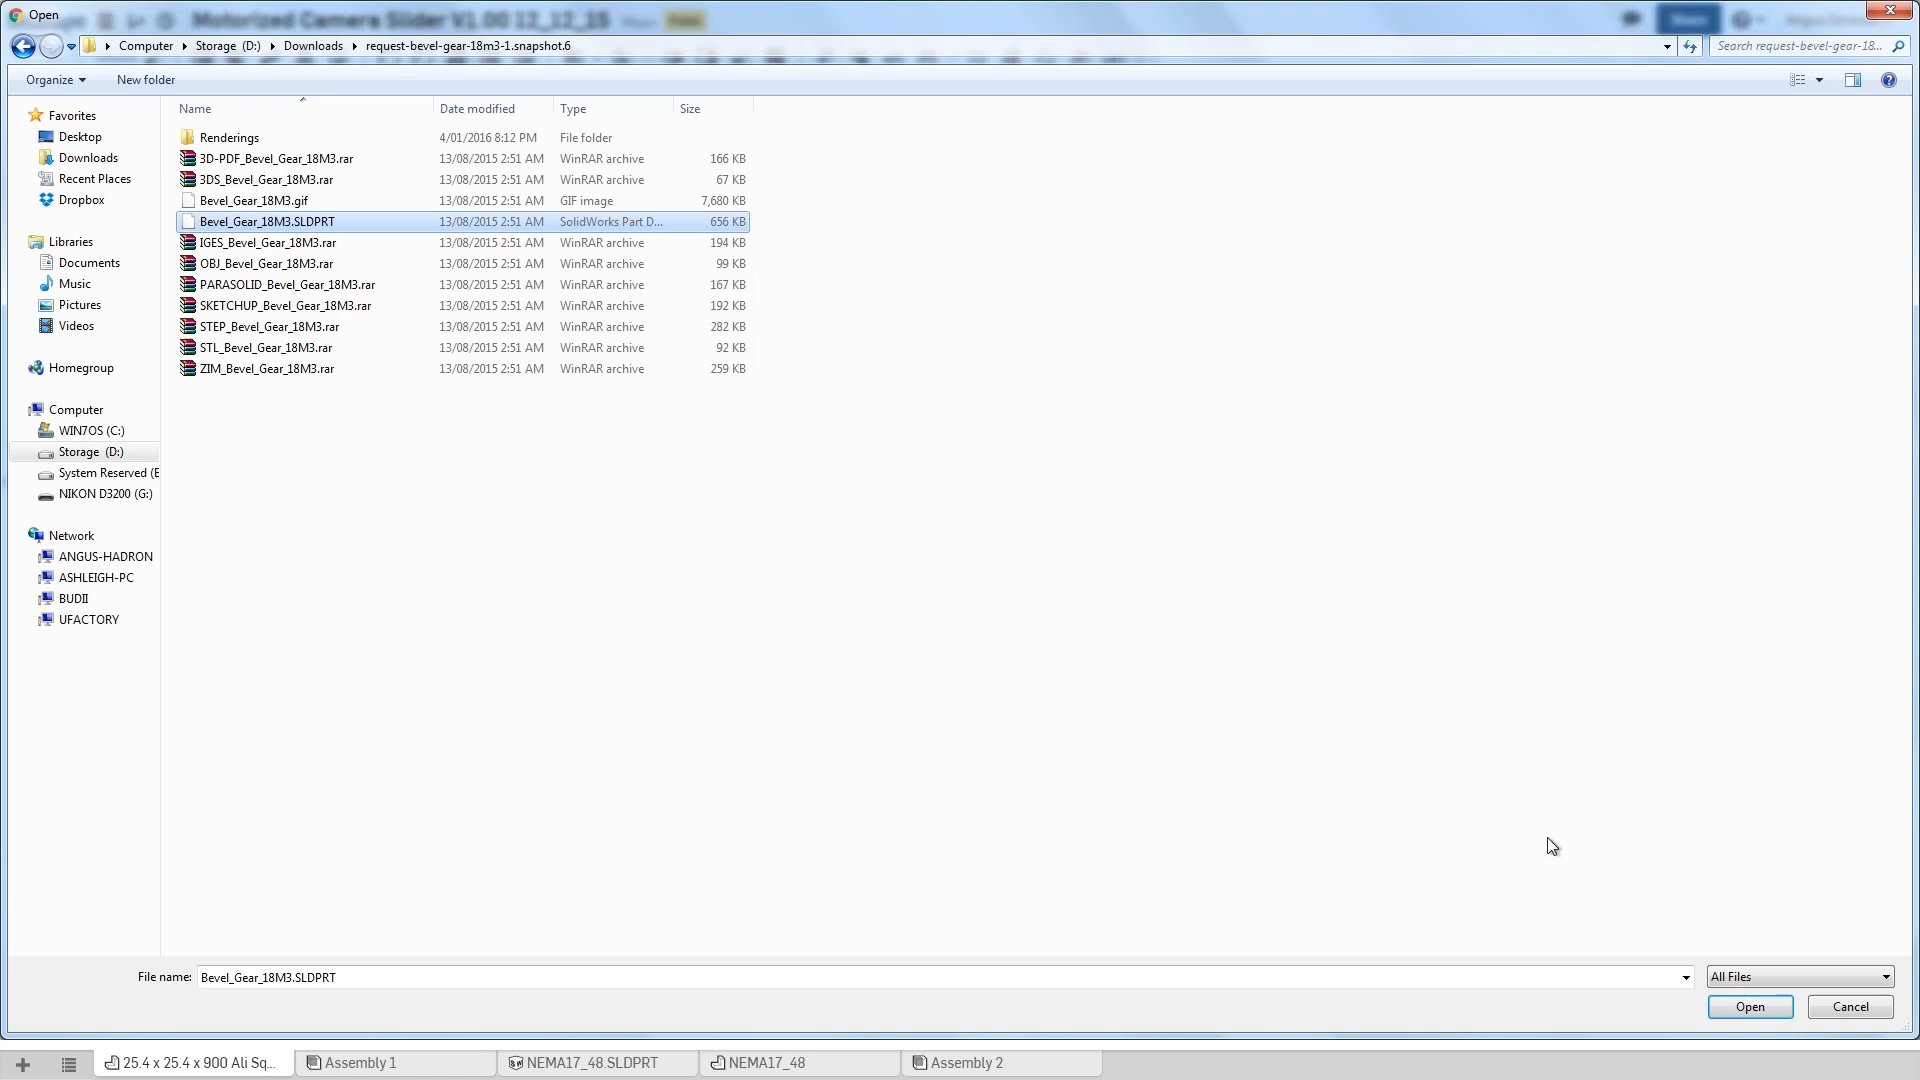 Open
Motorized Camera Slider V1.00 12_12_15
Share
Computer Storage (D:) Downloads request-bevel-gear-18m3-1.snapshot.6
Search request-bevel-gear-18...
Organize New folder
Name Date modified Type Size
Favorites
Desktop
Downloads
Recent Places
Dropbox
Libraries
Documents
Music
Pictures
Videos
Homegroup
Computer
WIN7OS (C:)
Storage (D:)
System Reserved (E
NIKON D3200 (G:)
Network
ANGUS-HADRON
ASHLEIGH-PC
BUDII
UFACTORY
Renderings 4/01/2016 8:12 PM File folder
3D-PDF_Bevel_Gear_18M3.rar 13/08/2015 2:51 AM WinRAR archive 166 KB
3DS_Bevel_Gear_18M3.rar 13/08/2015 2:51 AM WinRAR archive 67 KB
Bevel_Gear_18M3.gif 13/08/2015 2:51 AM GIF image 7,680 KB
Bevel_Gear_18M3.SLDPRT 13/08/2015 2:51 AM SolidWorks Part D... 656 KB
IGES_Bevel_Gear_18M3.rar 13/08/2015 2:51 AM WinRAR archive 194 KB
OBJ_Bevel_Gear_18M3.rar 13/08/2015 2:51 AM WinRAR archive 99 KB
PARASOLID_Bevel_Gear_18M3.rar 13/08/2015 2:51 AM WinRAR archive 167 KB
SKETCHUP_Bevel_Gear_18M3.rar 13/08/2015 2:51 AM WinRAR archive 192 KB
STEP_Bevel_Gear_18M3.rar 13/08/2015 2:51 AM WinRAR archive 282 KB
STL_Bevel_Gear_18M3.rar 13/08/2015 2:51 AM WinRAR archive 92 KB
ZIM_Bevel_Gear_18M3.rar 13/08/2015 2:51 AM WinRAR archive 259 KB
File name: Bevel_Gear_18M3.SLDPRT All Files
Open Cancel
25.4 x 25.4 x 900 Ali Sq... Assembly 1 NEMA17_48.SLDPRT NEMA17_48 Assembly 2